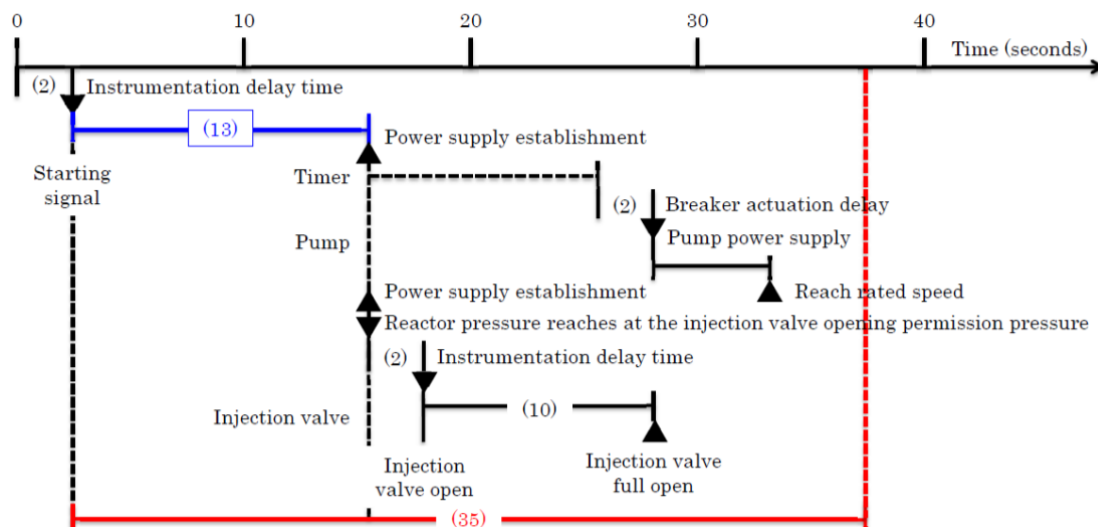 0 10 20 30 40
Time (seconds)
(2) Instrumentation delay time
(13)
Power supply establishment
Starting
signal
Timer
(2) Breaker actuation delay
Pump
Pump power supply
Power supply establishment
Reach rated speed
Reactor pressure reaches at the injection valve opening permission pressure
(2) Instrumentation delay time
Injection valve
(10)
Injection
valve open
Injection valve
full open
(35)